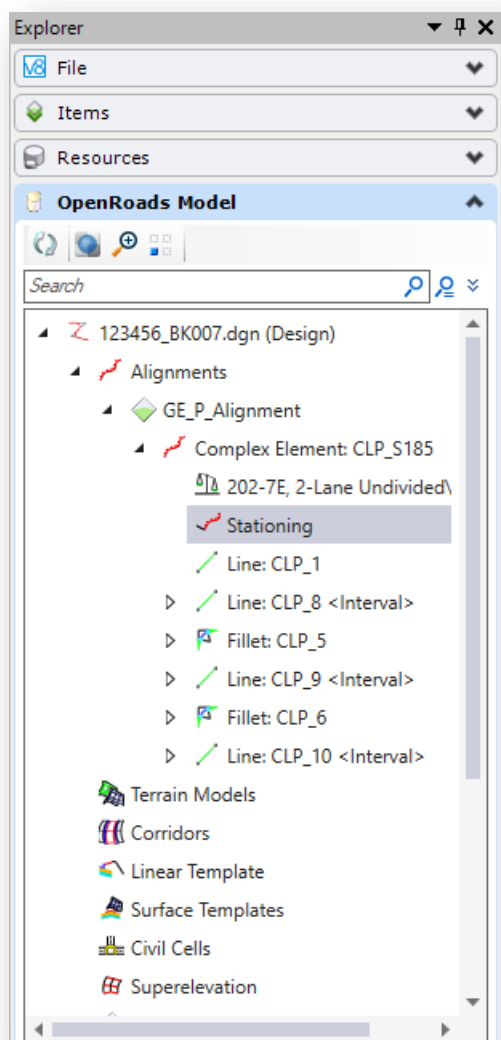 Explorer
File
Items
Resources
OpenRoads Model
Search
123456_BK007.dgn (Design)
Alignments
GE_P_Alignment
Complex Element: CLP_S185
202-7E, 2-Lane Undivided\
Stationing
Line: CLP_1
Line: CLP_8 <Interval>
Fillet: CLP_5
Line: CLP_9 <Interval>
Fillet: CLP_6
Line: CLP_10 <Interval>
Terrain Models
Corridors
Linear Template
Surface Templates
Civil Cells
Superelevation